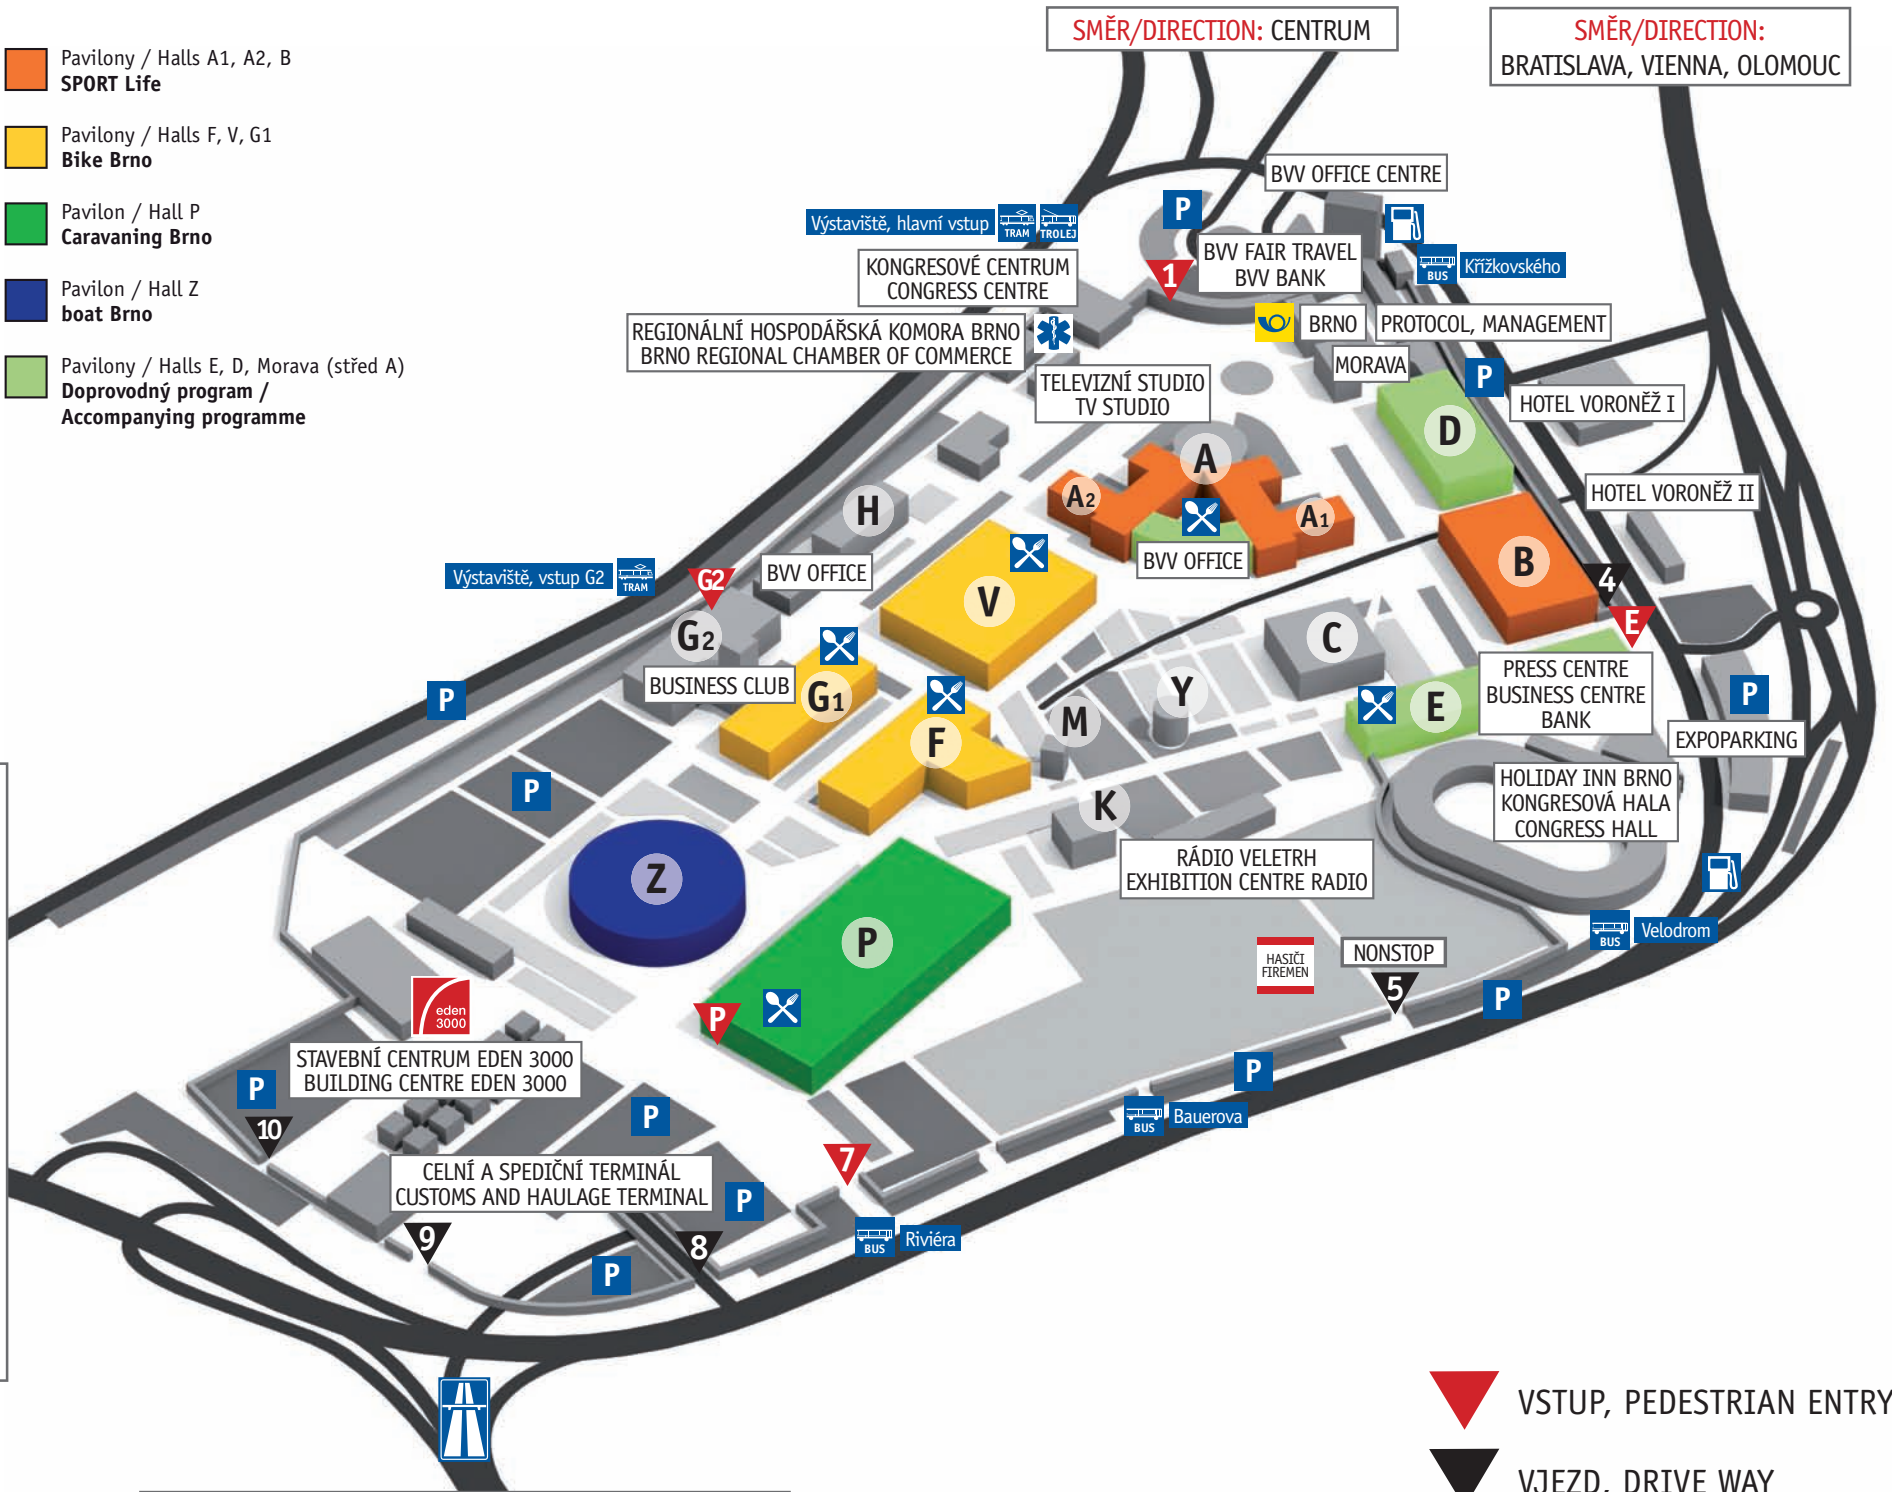 SMĚR/DIRECTION: CENTRUM
SMĚR/DIRECTION:
BRATISLAVA, VIENNA, OLOMOUC
Pavilony / Halls A1, A2, B
SPORT Life
Pavilony / Halls F, V, G1
Bike Brno
Pavilon / Hall P
Caravaning Brno
Pavilon / Hall Z
boat Brno
Pavilony / Halls E, D, Morava (střed A)
Doprovodný program /
Accompanying programme
BVV OFFICE CENTRE
P
Výstaviště, hlavní vstup
TRAM
TROLEJ
BVV FAIR TRAVEL
BVV BANK
1
BUS
Křížkovského
KONGRESOVÉ CENTRUM
CONGRESS CENTRE
REGIONÁLNÍ HOSPODÁŘSKÁ KOMORA BRNO
BRNO REGIONAL CHAMBER OF COMMERCE
BRNO
PROTOCOL, MANAGEMENT
MORAVA
P
TELEVIZNÍ STUDIO
TV STUDIO
HOTEL VORONĚŽ I
D
A
A2
A1
HOTEL VORONĚŽ II
H
BVV OFFICE
B
Výstaviště, vstup G2
TRAM
G2
BVV OFFICE
4
V
E
G2
C
BUSINESS CLUB
G1
P
PRESS CENTRE
BUSINESS CENTRE
BANK
P
Y
M
E
F
EXPOPARKING
P
K
HOLIDAY INN BRNO
KONGRESOVÁ HALA
CONGRESS HALL
RÁDIO VELETRH
EXHIBITION CENTRE RADIO
Z
P
BUS
Velodrom
HASIČI
FIREMEN
NONSTOP
5
P
eden
3000
P
STAVEBNÍ CENTRUM EDEN 3000
BUILDING CENTRE EDEN 3000
P
P
P
BUS
Bauerova
10
7
CELNÍ A SPEDIČNÍ TERMINÁL
CUSTOMS AND HAULAGE TERMINAL
P
9
8
BUS
Riviéra
P
VSTUP, PEDESTRIAN ENTRY
VJEZD, DRIVE WAY